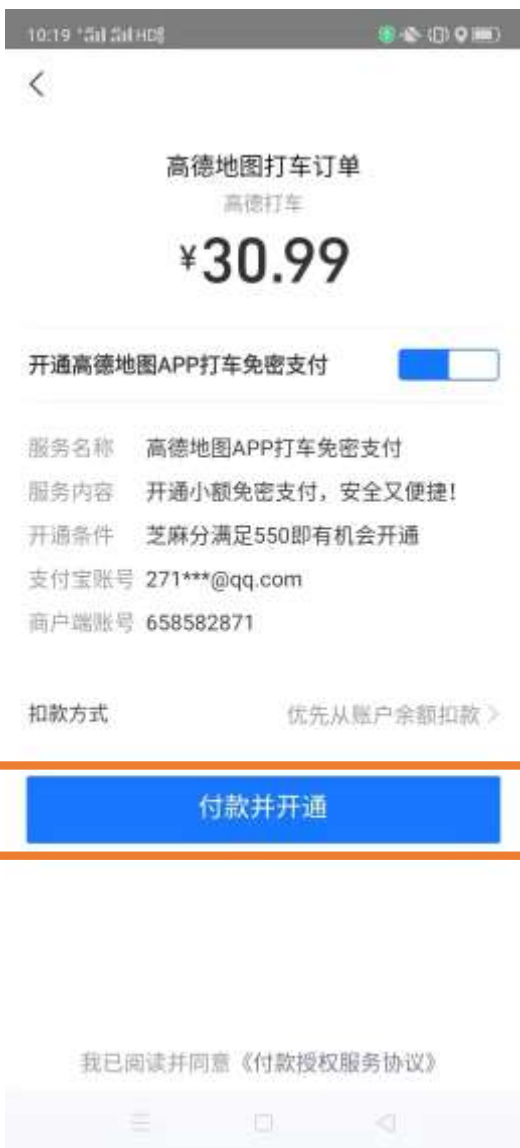 10:19
高德地图打车订单
高德打车
¥30.99
开通高德地图APP打车免密支付
服务名称 高德地图APP打车免密支付
服务内容 开通小额免密支付，安全又便捷！
开通条件 芝麻分满足550即有机会开通
支付宝账号 271***@qq.com
商户端账号 658582871
扣款方式 优先从账户余额扣款 >
付款并开通
我已阅读并同意《付款授权服务协议》